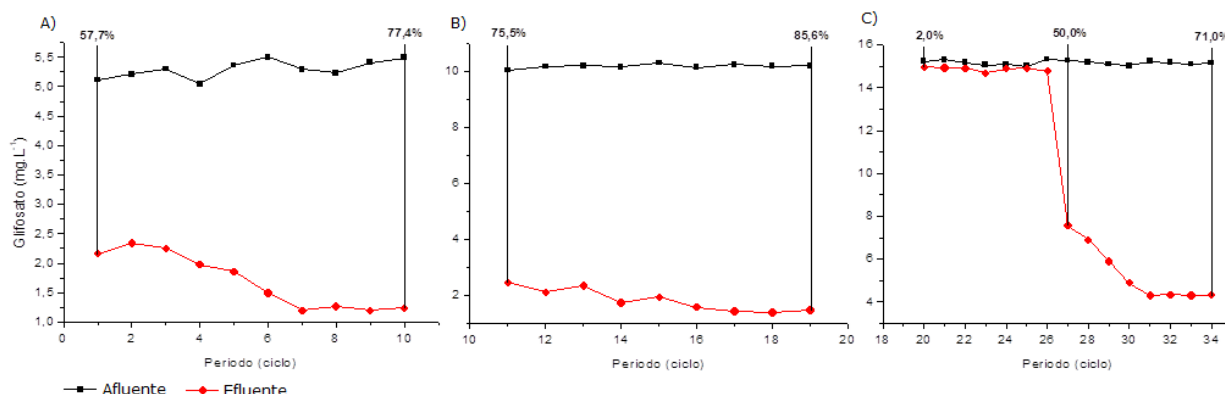 A)
57,7%
77,4%
B)
75,5%
85,6%
C)
2,0%
50,0%
71,0%
Glifosato (mg.L-1)
5,5
5,0
4,5
4,0
3,5
3,0
2,5
2,0
1,5
1,0
0 2 4 6 8 10
Periodo (ciclo)
10
8
6
4
2
10 12 14 16 18 20
Periodo (ciclo)
16
14
12
10
8
6
4
18 20 22 24 26 28 30 32 34
Periodo (ciclo)
Afluente Efluente